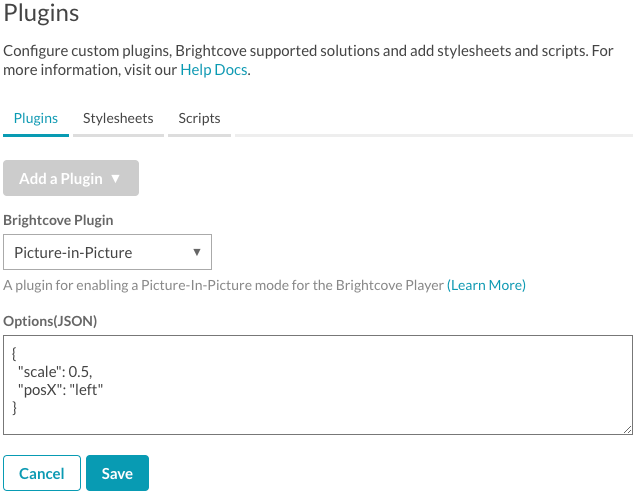 Plugins
Configure custom plugins, Brightcove supported solutions and add stylesheets and scripts. For
more information, visit our Help Docs.
Plugins Stylesheets Scripts
Add a Plugin ▼
Brightcove Plugin
Picture-in-Picture ▼
A plugin for enabling a Picture-In-Picture mode for the Brightcove Player (Learn More)
Options(JSON)
{
"scale": 0.5,
"posX": "left"
}
Cancel Save